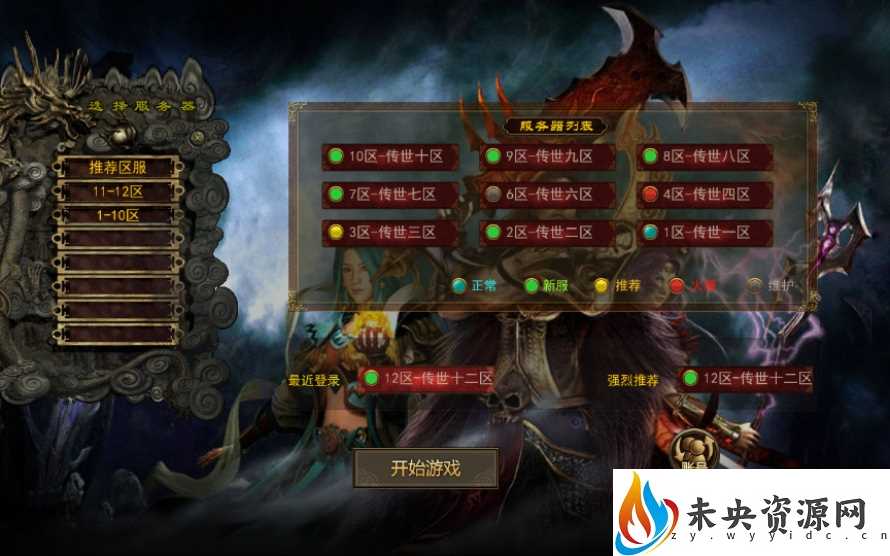 选择服务器
推荐区服
11-12区
1-10区
服务器列表
10区-传世十区
9区-传世九区
8区-传世八区
7区-传世七区
6区-传世六区
4区-传世四区
3区-传世三区
2区-传世二区
1区-传世一区
正常
新服
推荐
火爆
维护
最近登录
12区-传世十二区
强烈推荐
12区-传世十二区
开始游戏
账号
未央资源网
zy.wyyidc.cn